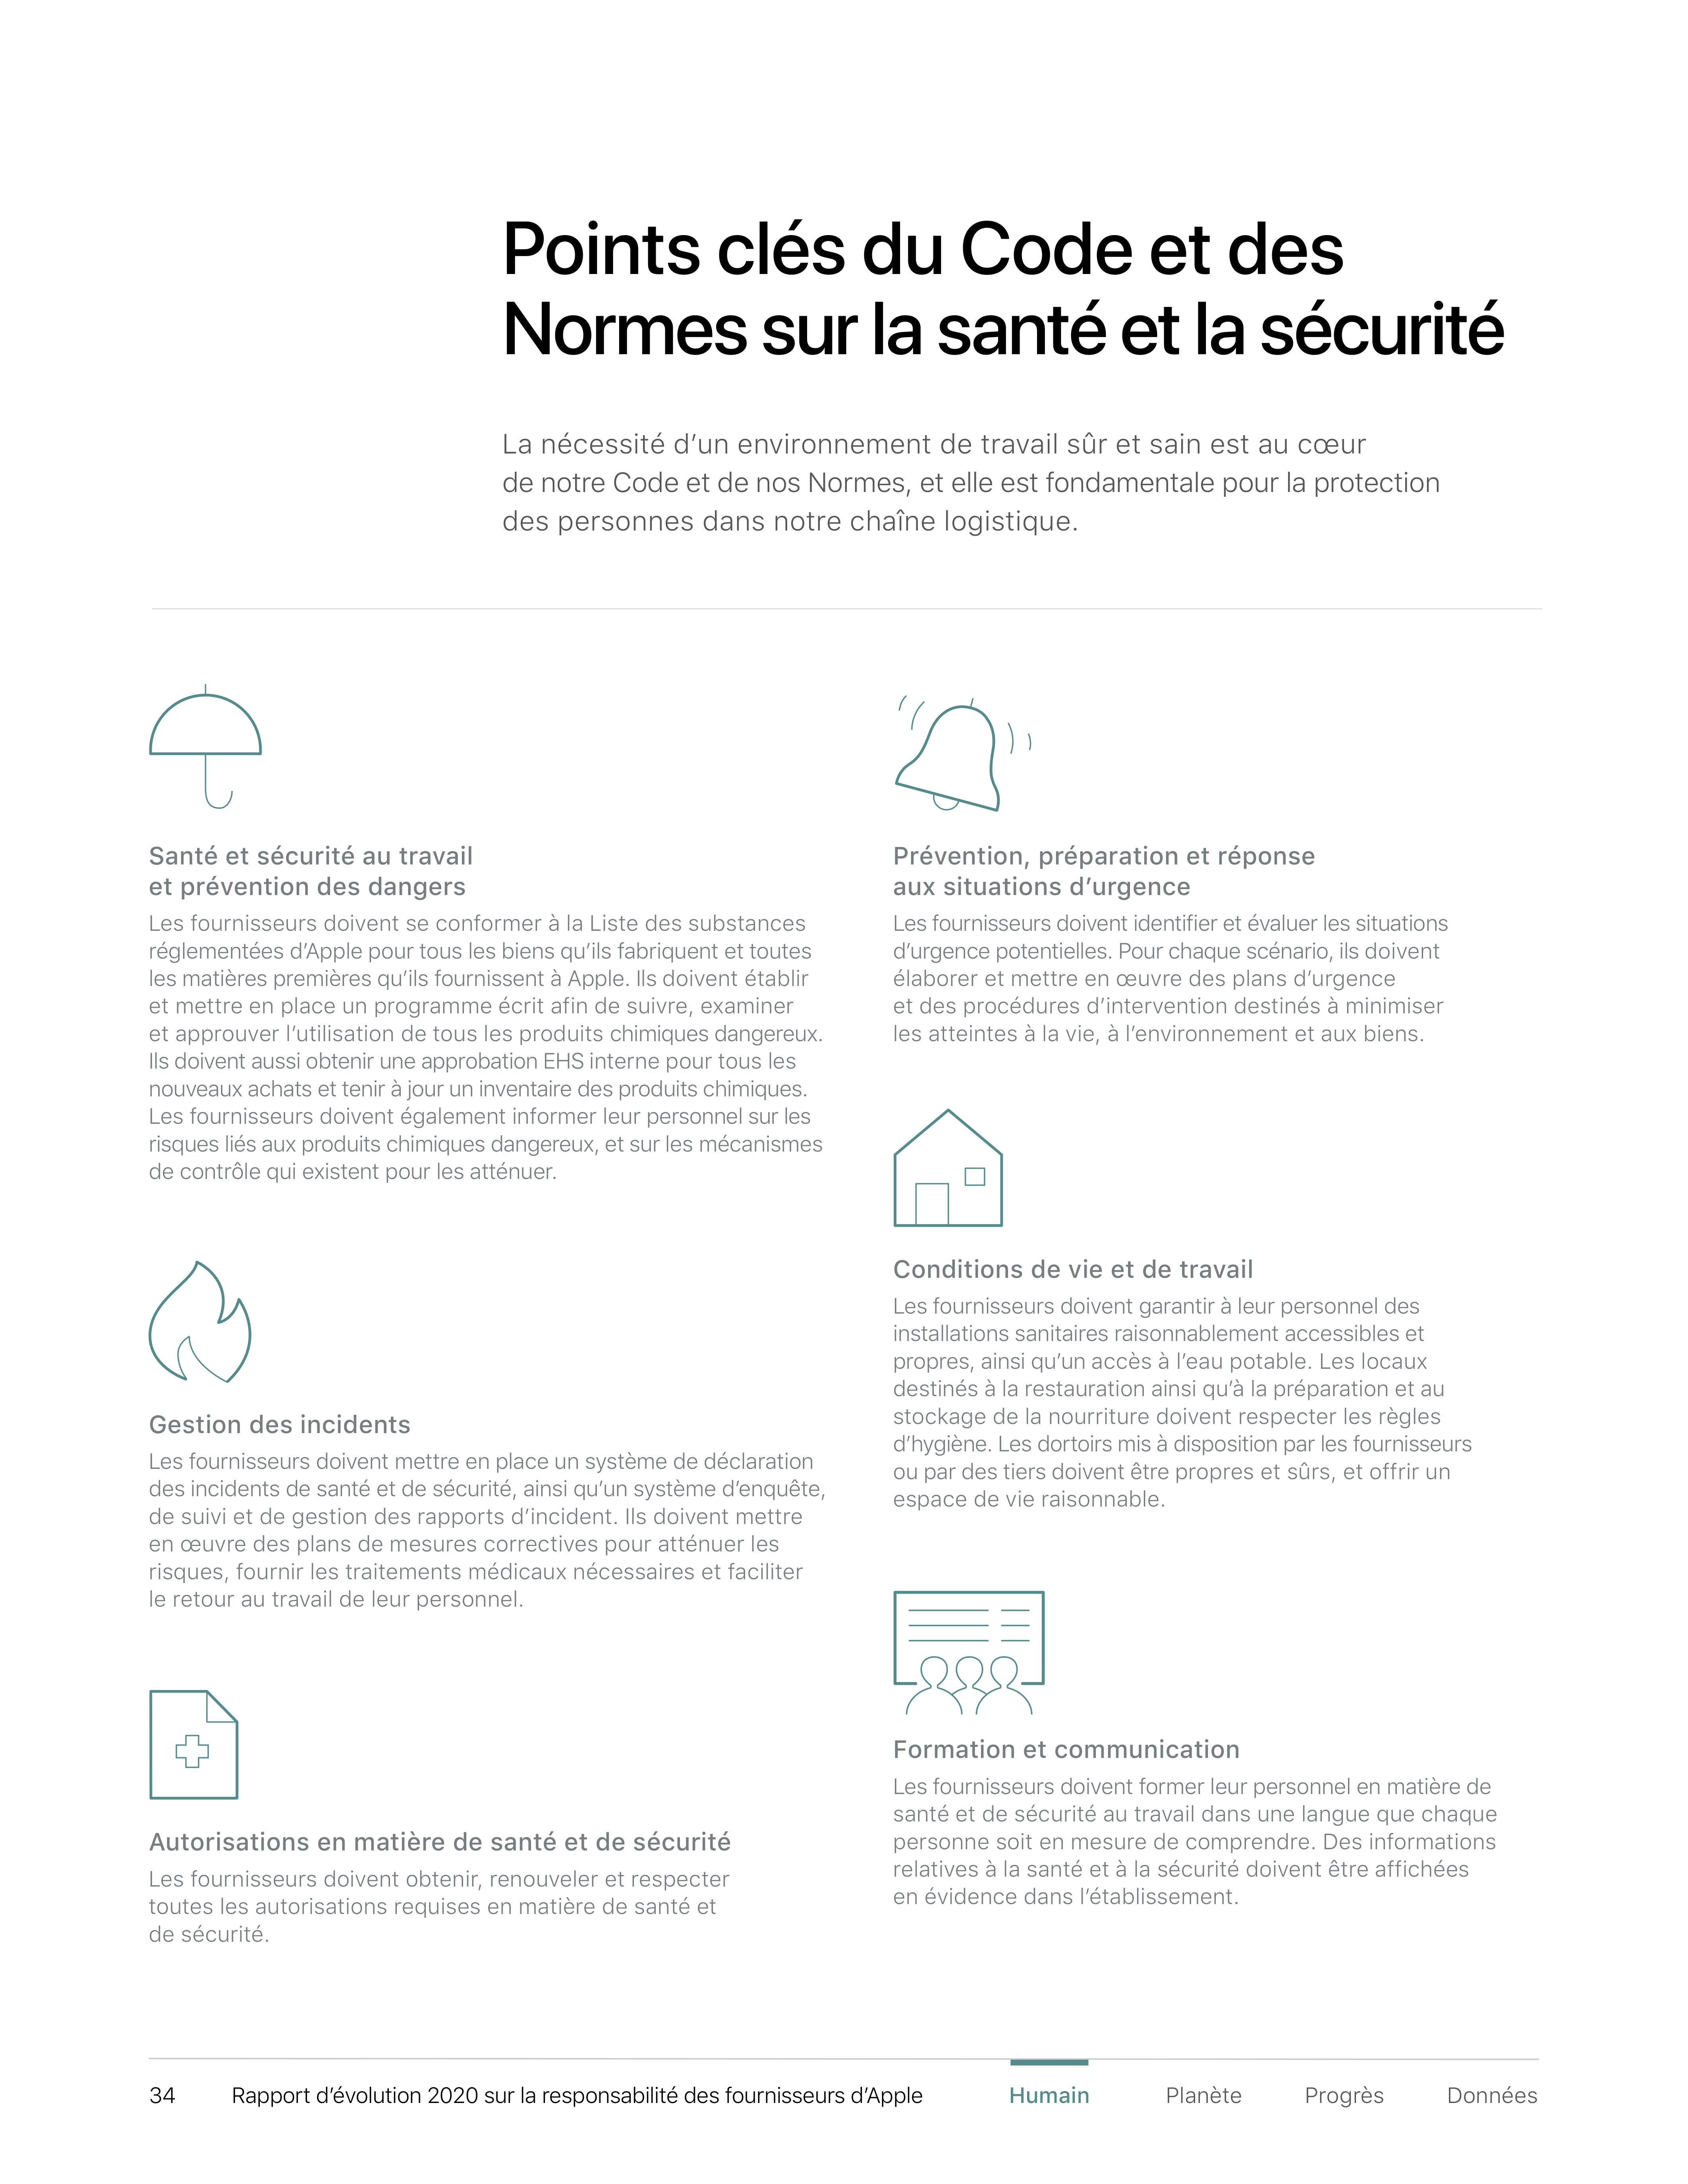 Points clés du Code et des
Normes sur la santé et la sécurité
La nécessité d’un environnement de travail sûr et sain est au cœur
de notre Code et de nos Normes, et elle est fondamentale pour la protection
des personnes dans notre chaîne logistique.
Santé et sécurité au travail
et prévention des dangers
Les fournisseurs doivent se conformer à la Liste des substances
réglementées d’Apple pour tous les biens qu’ils fabriquent et toutes
les matières premières qu’ils fournissent à Apple. Ils doivent établir
et mettre en place un programme écrit afin de suivre, examiner
et approuver l’utilisation de tous les produits chimiques dangereux.
Ils doivent aussi obtenir une approbation EHS interne pour tous les
nouveaux achats et tenir à jour un inventaire des produits chimiques.
Les fournisseurs doivent également informer leur personnel sur les
risques liés aux produits chimiques dangereux, et sur les mécanismes
de contrôle qui existent pour les atténuer.
Gestion des incidents
Les fournisseurs doivent mettre en place un système de déclaration
des incidents de santé et de sécurité, ainsi qu’un système d’enquête,
de suivi et de gestion des rapports d’incident. Ils doivent mettre
en œuvre des plans de mesures correctives pour atténuer les
risques, fournir les traitements médicaux nécessaires et faciliter
le retour au travail de leur personnel.
Autorisations en matière de santé et de sécurité
Les fournisseurs doivent obtenir, renouveler et respecter
toutes les autorisations requises en matière de santé et
de sécurité.
Prévention, préparation et réponse
aux situations d’urgence
Les fournisseurs doivent identifier et évaluer les situations
d’urgence potentielles. Pour chaque scénario, ils doivent
élaborer et mettre en œuvre des plans d’urgence
et des procédures d’intervention destinés à minimiser
les atteintes à la vie, à l’environnement et aux biens.
Conditions de vie et de travail
Les fournisseurs doivent garantir à leur personnel des
installations sanitaires raisonnablement accessibles et
propres, ainsi qu’un accès à l’eau potable. Les locaux
destinés à la restauration ainsi qu’à la préparation et au
stockage de la nourriture doivent respecter les règles
d’hygiène. Les dortoirs mis à disposition par les fournisseurs
ou par des tiers doivent être propres et sûrs, et offrir un
espace de vie raisonnable.
Formation et communication
Les fournisseurs doivent former leur personnel en matière de
santé et de sécurité au travail dans une langue que chaque
personne soit en mesure de comprendre. Des informations
relatives à la santé et à la sécurité doivent être affichées
en évidence dans l’établissement.
34 Rapport d’évolution 2020 sur la responsabilité des fournisseurs d’Apple Humain Planète Progrès Données